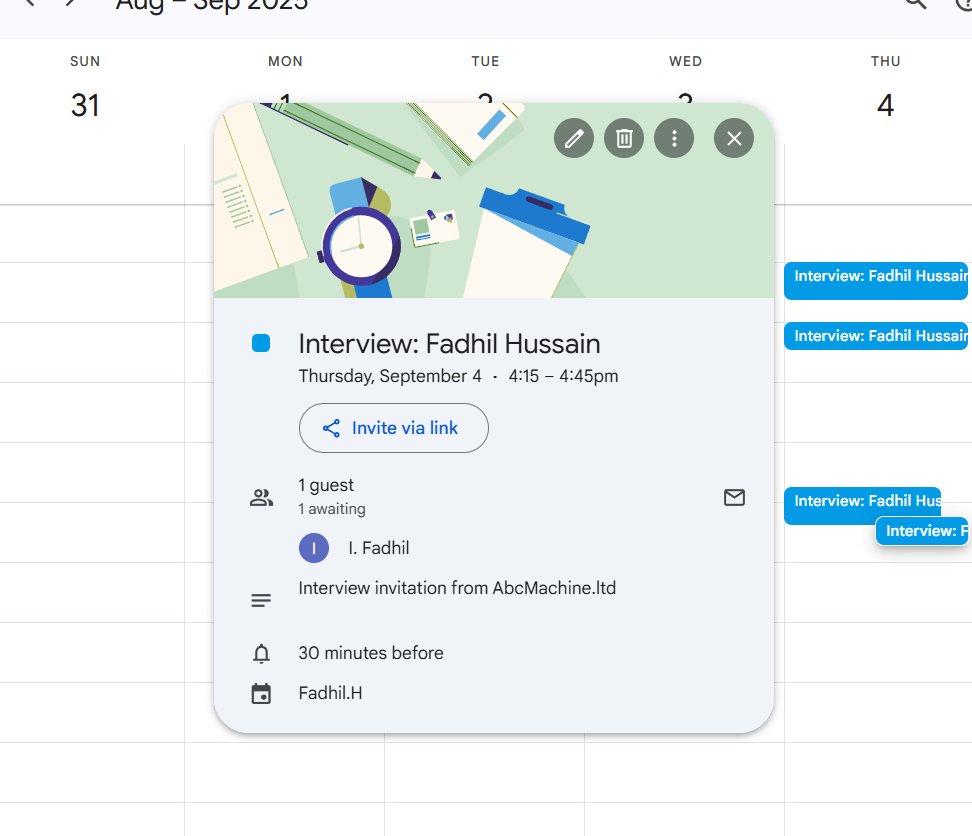 Aug – Sep 2025
SUN MON TUE WED THU
31 1 2 3 4
Interview: Fadhil Hussain
Thursday, September 4 · 4:15 – 4:45pm
Invite via link
1 guest
1 awaiting
I I. Fadhil
Interview invitation from AbcMachine.ltd
30 minutes before
Fadhil.H
Interview: Fadhil Hussain
Interview: Fadhil Hussain
Interview: Fadhil Hus
Interview: F